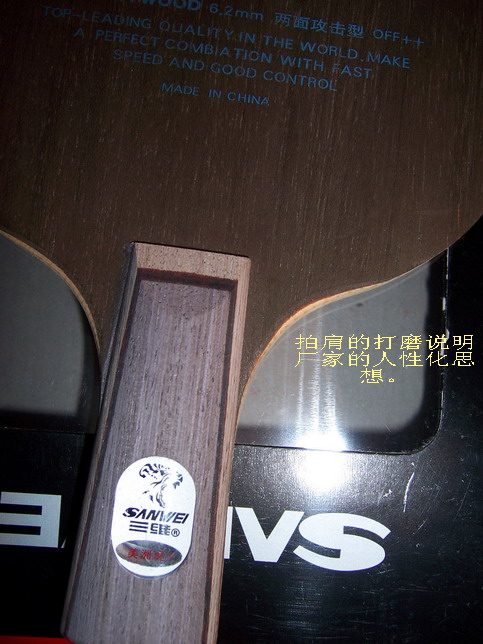 WOOD 6.2mm 两面攻击型 OFF++
TOP-LEADING QUALITY.IN THE WORLD.MAKE
A PERFECT COMBIATION WITH FAST
SPEED AND GOOD CONTROL
MADE IN CHINA
拍肩的打磨说明
厂家的人性化思
想。
SANWEI
三维®